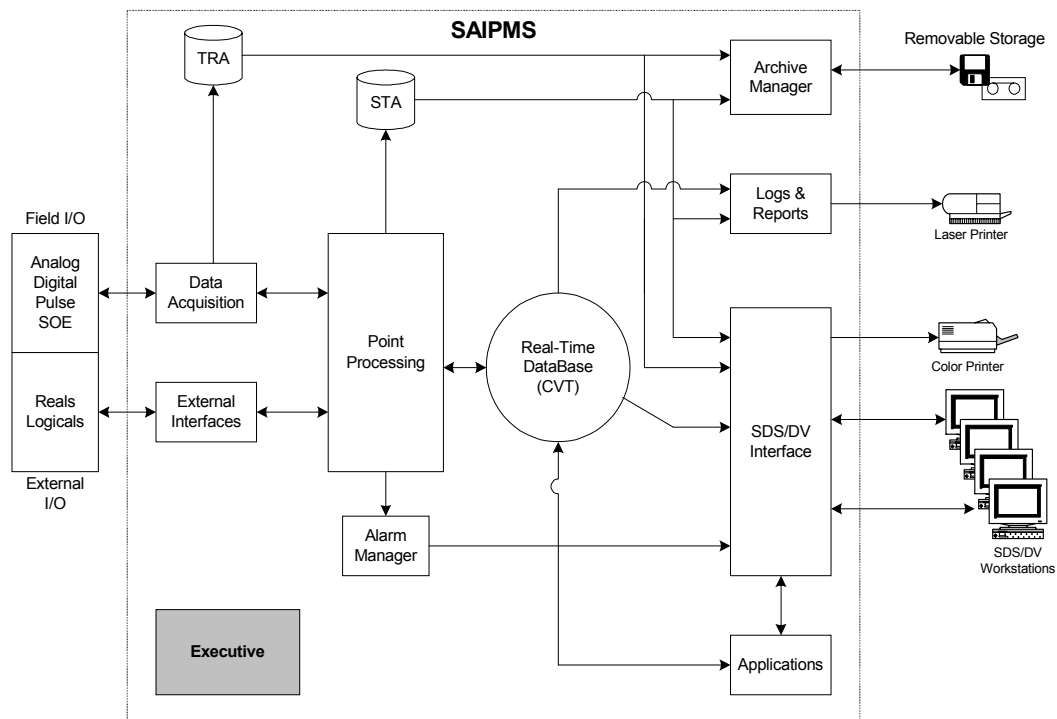 SAIPMS
TRA
STA
Archive
Manager
Removable Storage
Logs &
Reports
Laser Printer
Field I/O
Analog
Digital
Pulse
SOE
Data
Acquisition
Point
Processing
Real-Time
DataBase
(CVT)
Color Printer
Reals
Logicals
External
Interfaces
SDS/DV
Interface
External
I/O
Alarm
Manager
SDS/DV
Workstations
Executive
Applications